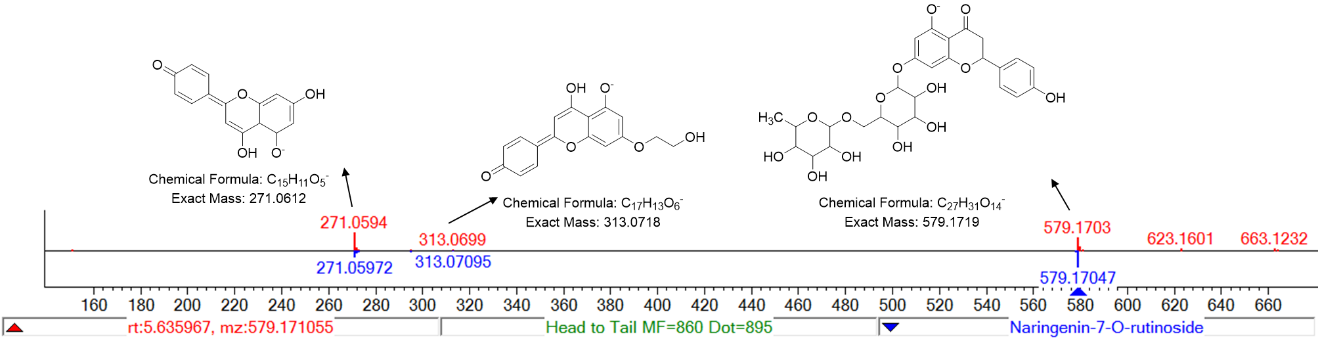 O
O
OH
OH
O⁻
Chemical Formula: C₁₅H₁₁O₅⁻
Exact Mass: 271.0612
OH
O⁻
O
O
OH
O
Chemical Formula: C₁₇H₁₃O₆⁻
Exact Mass: 313.0718
O⁻
O
O
O
OH
O
OH
H₃C
O
O
OH
OH
HO
OH
OH
Chemical Formula: C₂₇H₃₁O₁₄⁻
Exact Mass: 579.1719
271.0594
313.0699
579.1703
623.1601
663.1232
271.05972
313.07095
579.17047
160 180 200 220 240 260 280 300 320 340 360 380 400 420 440 460 480 500 520 540 560 580 600 620 640 660
rt:5.635967, mz:579.171055
Head to Tail MF=860 Dot=895
Naringenin-7-O-rutinoside